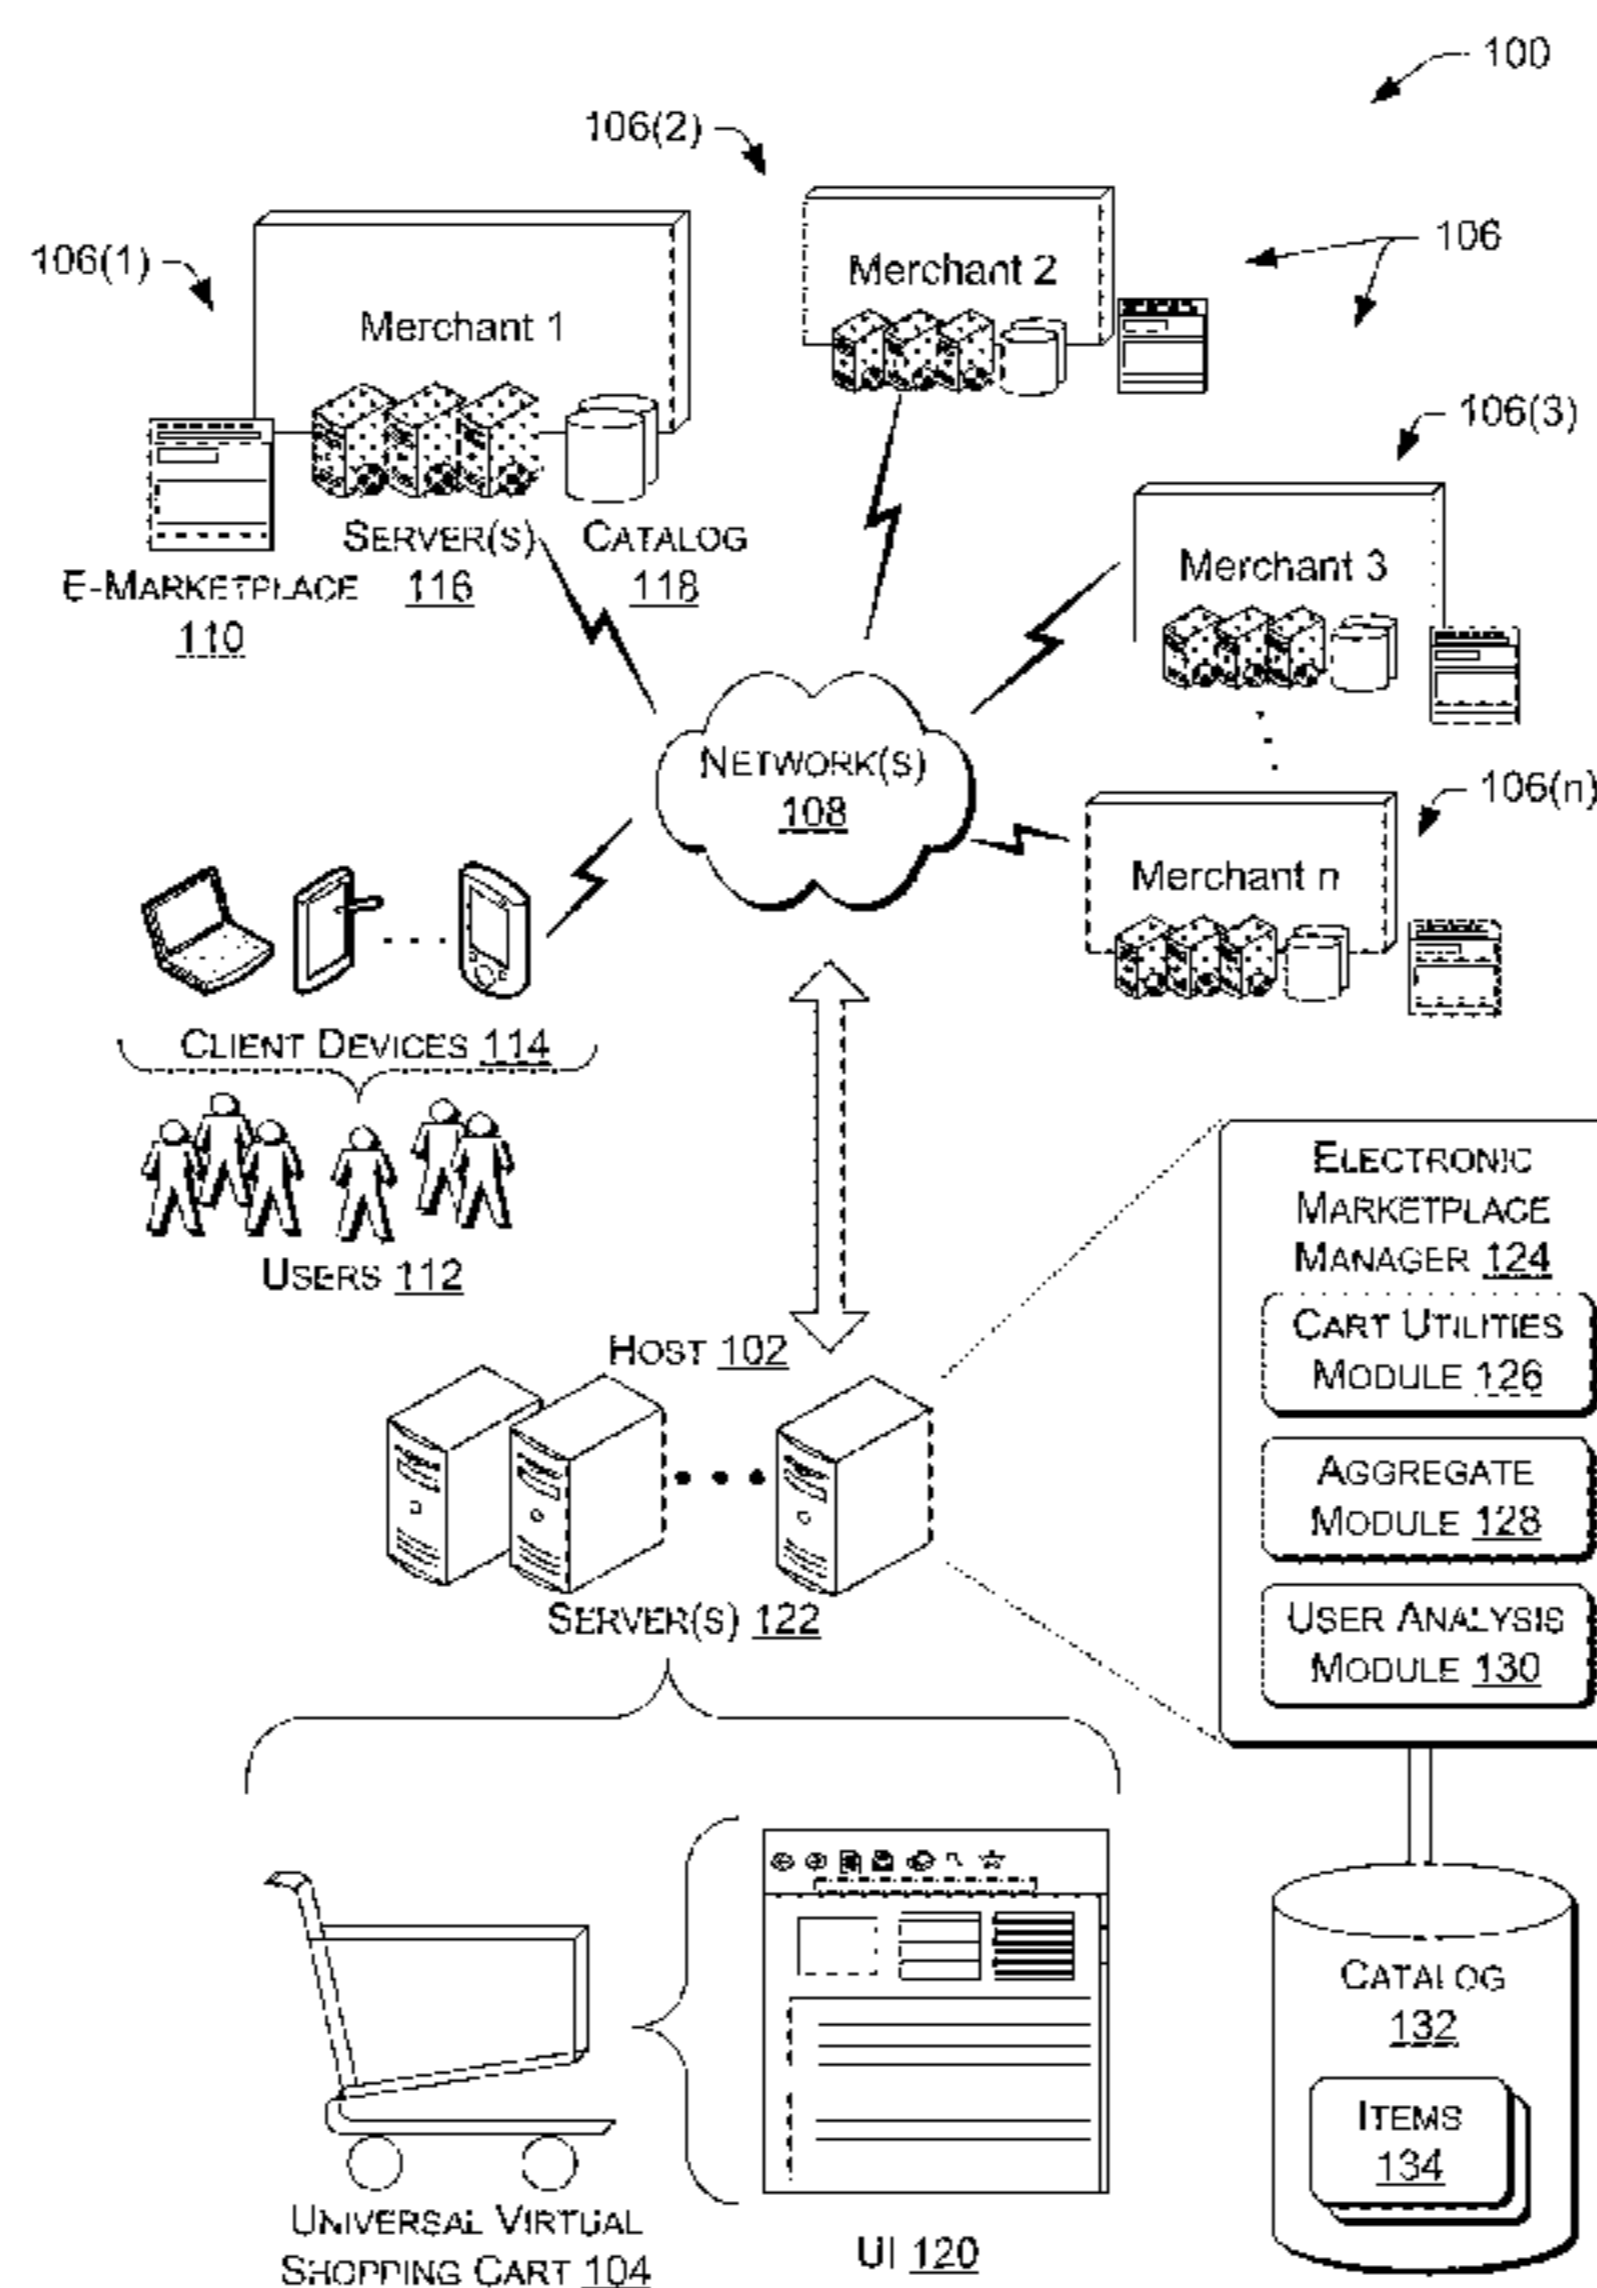 100
106(2)
106
106(1)
Merchant 2
Merchant 1
106(3)
SERVER(S)
116
CATALOG
118
E-MARKETPLACE
110
Merchant 3
NETWORK(S)
108
106(n)
Merchant n
CLIENT DEVICES 114
USERS 112
ELECTRONIC
MARKETPLACE
MANAGER 124
CART UTILITIES
MODULE 126
AGGREGATE
MODULE 128
USER ANALYSIS
MODULE 130
HOST 102
SERVER(S) 122
CATALOG
132
ITEMS
134
UNIVERSAL VIRTUAL
SHOPPING CART 104
UI 120